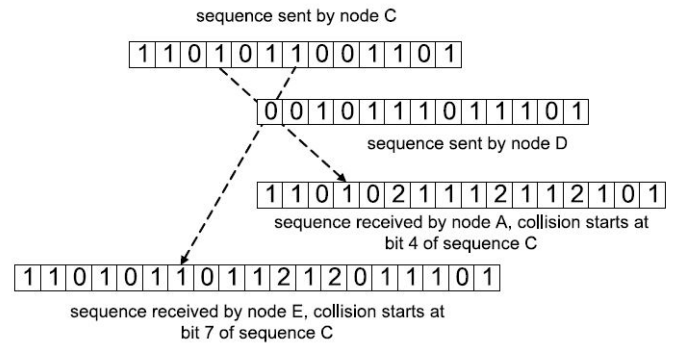 sequence sent by node C
1 1 0 1 0 1 1 0 0 1 1 0 1
0 0 1 0 1 1 1 0 1 1 1 0 1
sequence sent by node D
1 1 0 1 0 2 1 1 1 2 1 1 2 1 0 1
sequence received by node A, collision starts at
bit 4 of sequence C
1 1 0 1 0 1 1 0 1 1 2 1 2 0 1 1 1 0 1
sequence received by node E, collision starts at
bit 7 of sequence C